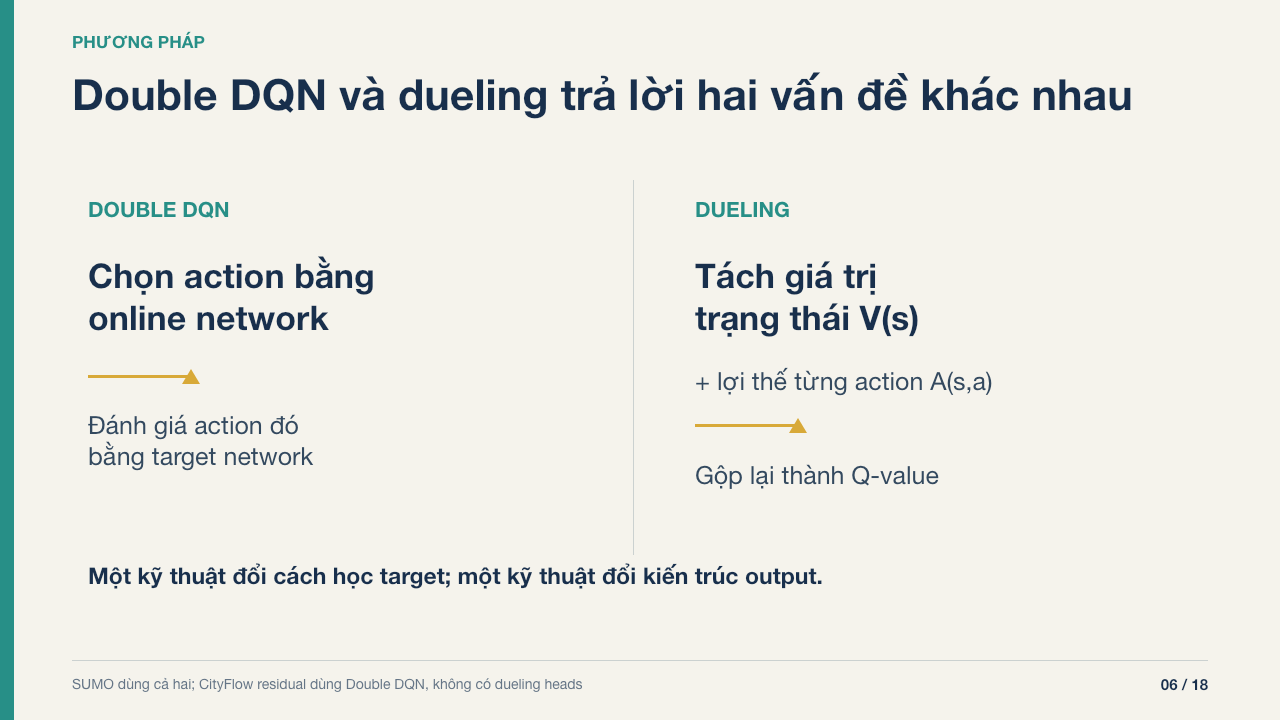 PHƯƠNG PHÁP
Double DQN và dueling trả lời hai vấn đề khác nhau
DOUBLE DQN
Chọn action bằng
online network
Đánh giá action đó
bằng target network
DUELING
Tách giá trị
trạng thái V(s)
+ lợi thế từng action A(s,a)
Gộp lại thành Q-value
Một kỹ thuật đổi cách học target; một kỹ thuật đổi kiến trúc output.
SUMO dùng cả hai; CityFlow residual dùng Double DQN, không có dueling heads
06 / 18